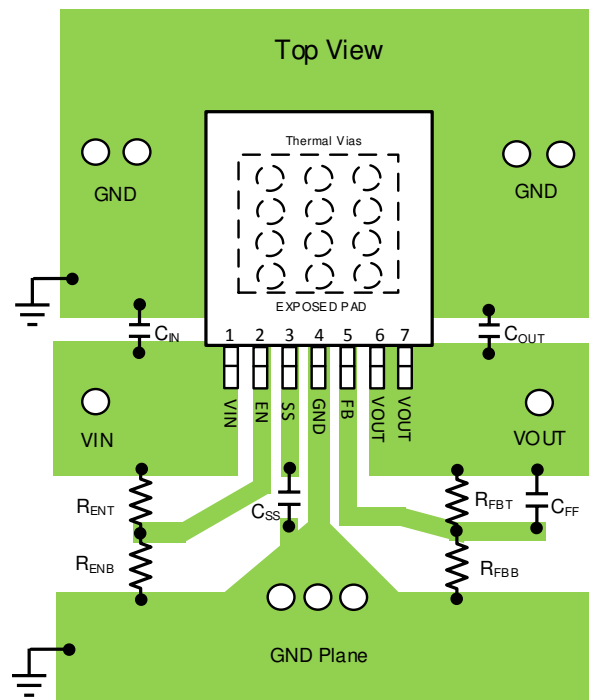 Top View
Thermal Vias
GND
GND
EXPOSED PAD
CIN
1 2 3 4 5 6 7
COUT
VIN
EN
SS
GND
FB
VOUT
VOUT
VIN
VOUT
RENT
CSS
RFBT
CFF
RENB
RFBB
GND Plane